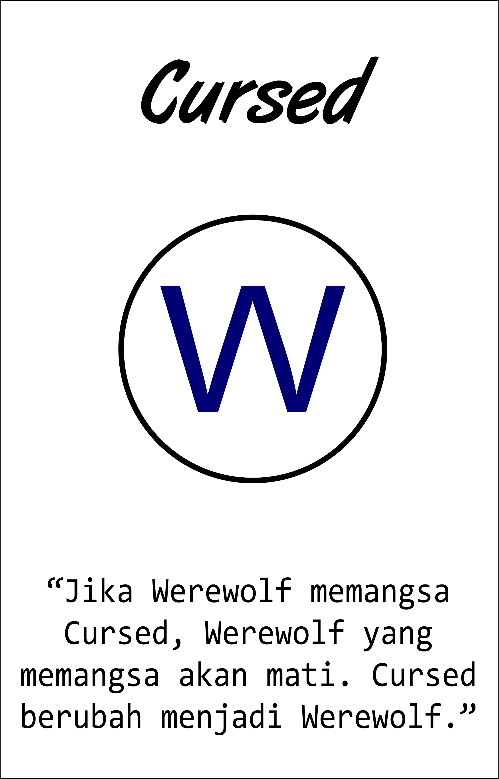 Cursed
W
“Jika Werewolf memangsa
Cursed, Werewolf yang
memangsa akan mati. Cursed
berubah menjadi Werewolf.”